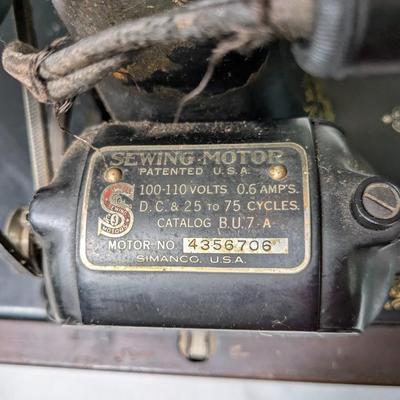 SEWING-MOTOR
PATENTED U.S.A.
100-110 VOLTS 0.6 AMP'S.
D.C. & 25 TO 75 CYCLES.
CATALOG B.U.7-A
MOTOR NO 4356706
SIMANCO, U.S.A.